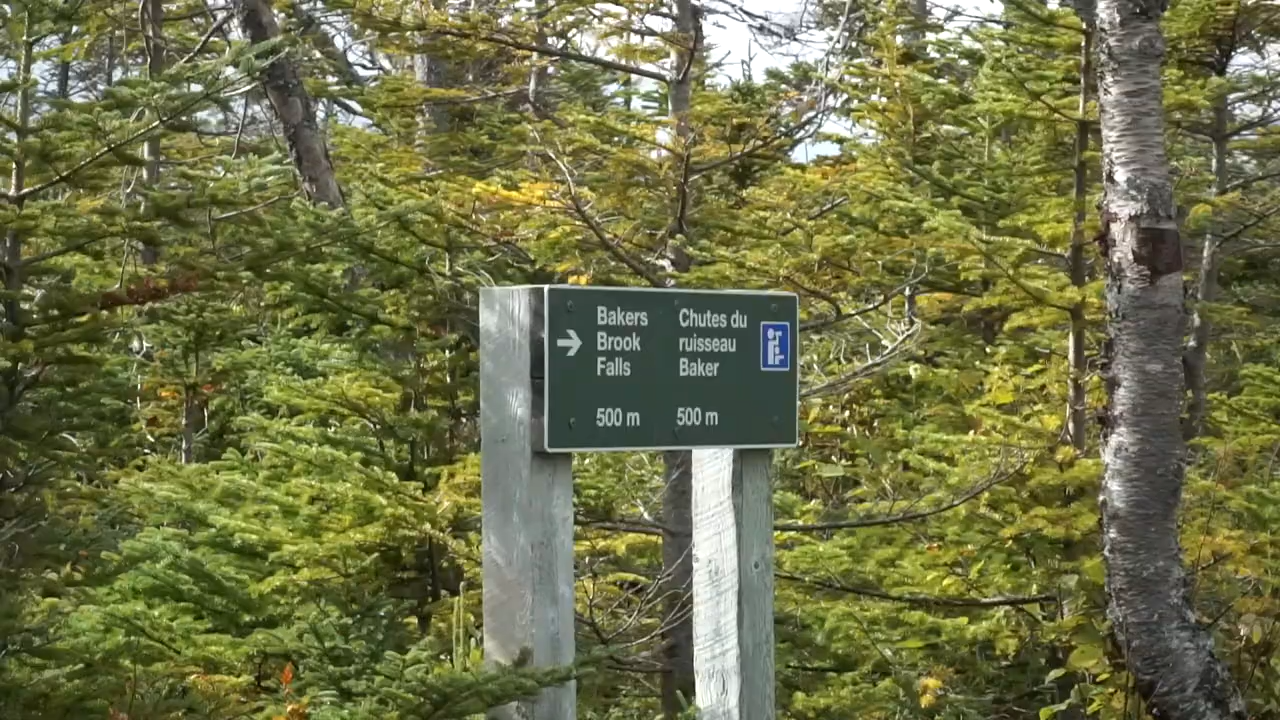 Bakers
Brook
Falls
500 m
Chutes du
ruisseau
Baker
500 m